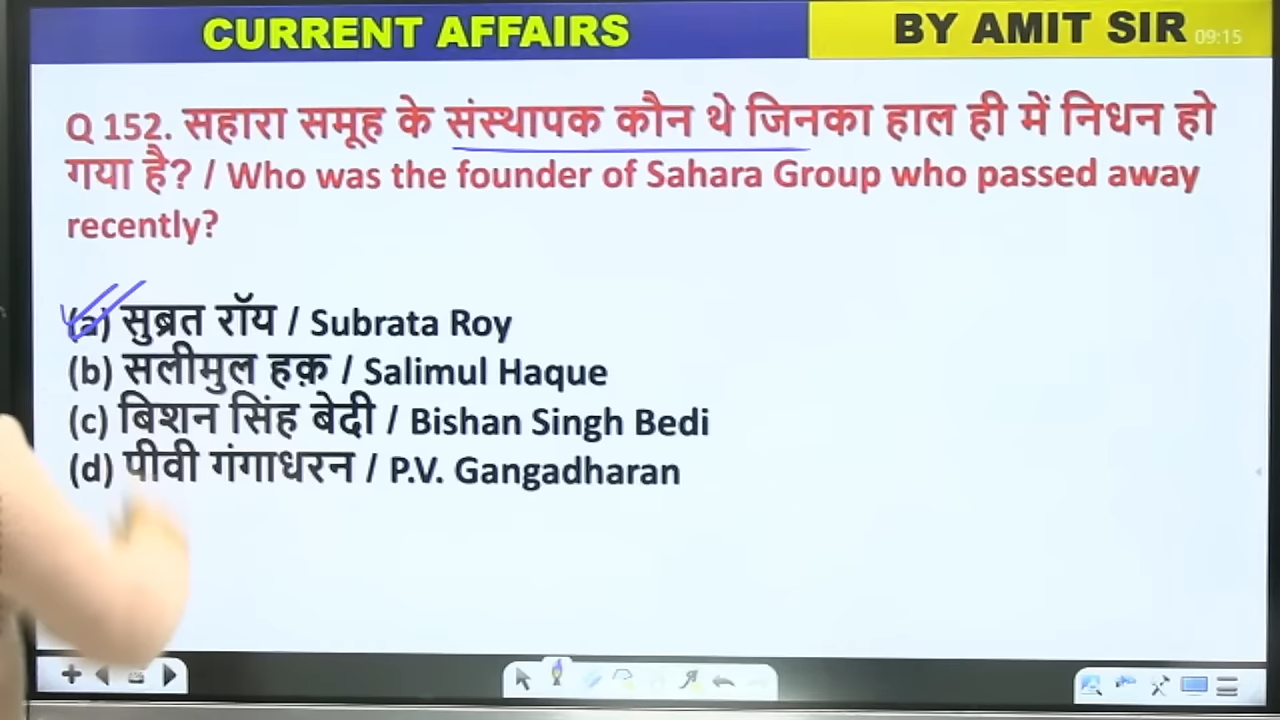 CURRENT AFFAIRS
BY AMIT SIR
09:15
Q 152. सहारा समूह के संस्थापक कौन थे जिनका हाल ही में निधन हो
गया है? / Who was the founder of Sahara Group who passed away
recently?
(a) सुब्रत रॉय / Subrata Roy
(b) सलीमुल हक़ / Salimul Haque
(c) बिशन सिंह बेदी / Bishan Singh Bedi
(d) पीवी गंगाधरन / P.V. Gangadharan